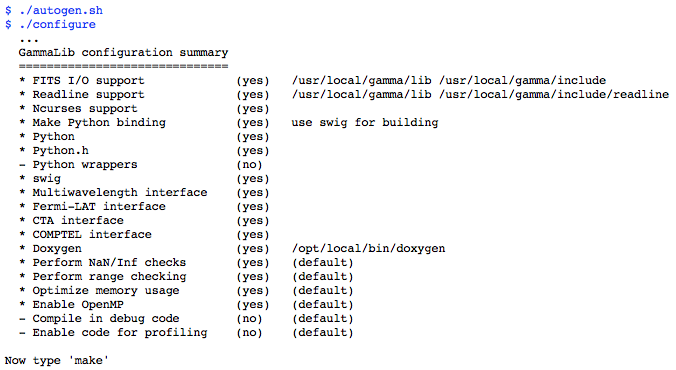 $ ./autogen.sh
$ ./configure
...
GammaLib configuration summary
==============================
* FITS I/O support (yes) /usr/local/gamma/lib /usr/local/gamma/include
* Readline support (yes) /usr/local/gamma/lib /usr/local/gamma/include/readline
* Ncurses support (yes)
* Make Python binding (yes) use swig for building
* Python (yes)
* Python.h (yes)
- Python wrappers (no)
* swig (yes)
* Multiwavelength interface (yes)
* Fermi-LAT interface (yes)
* CTA interface (yes)
* COMPTEL interface (yes)
* Doxygen (yes) /opt/local/bin/doxygen
* Perform NaN/Inf checks (yes) (default)
* Perform range checking (yes) (default)
* Optimize memory usage (yes) (default)
* Enable OpenMP (yes) (default)
- Compile in debug code (no) (default)
- Enable code for profiling (no) (default)
Now type 'make'